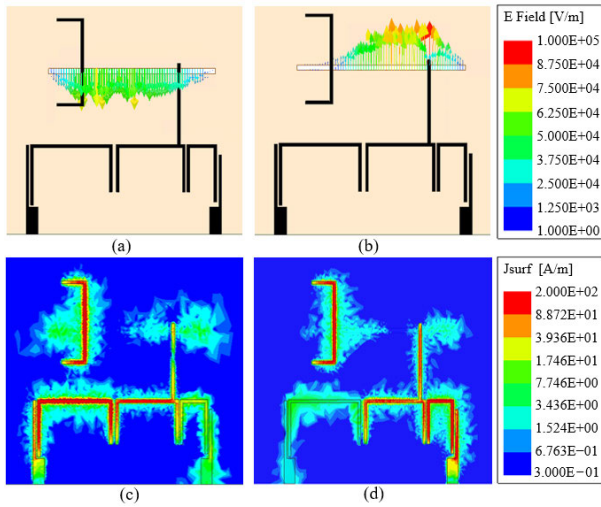 E Field [V/m]
1.000E+05
8.750E+04
7.500E+04
6.250E+04
5.000E+04
3.750E+04
2.500E+04
1.250E+03
1.000E+00
(a)
(b)
Jsurf [A/m]
2.000E+02
8.872E+01
3.936E+01
1.746E+01
7.746E+00
3.436E+00
1.524E+00
6.763E−01
3.000E−01
(c)
(d)